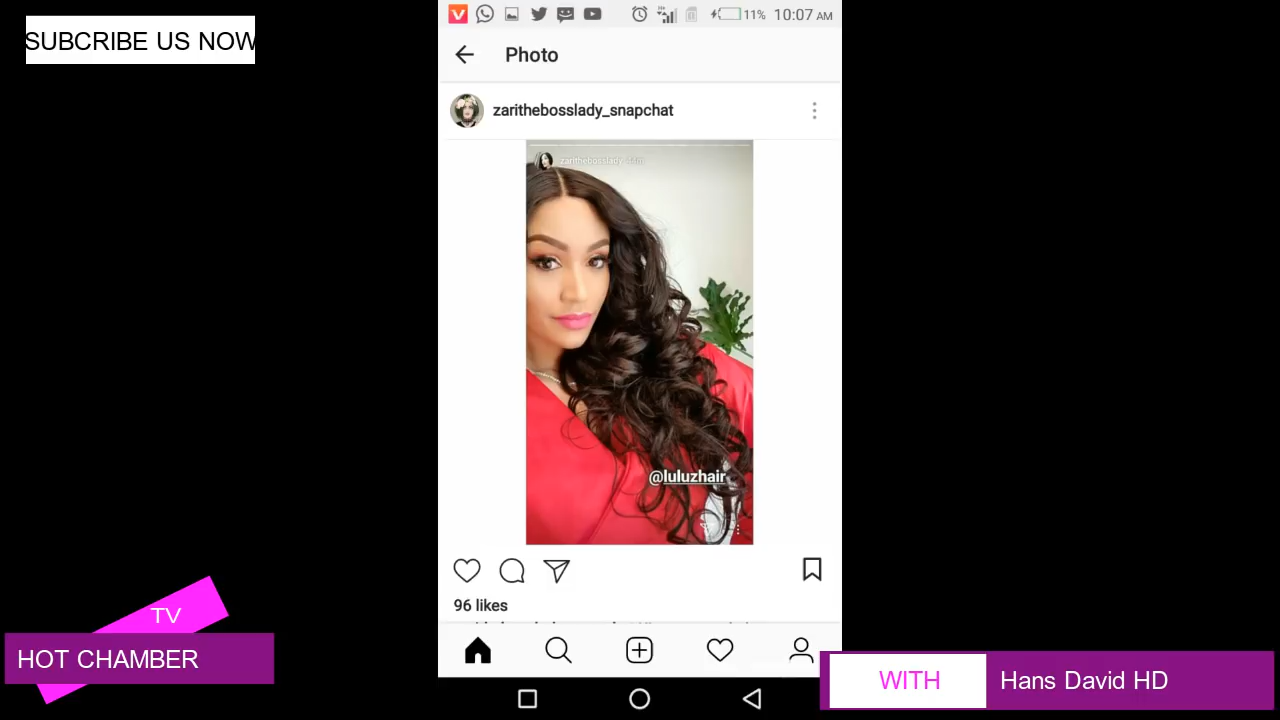 SUBCRIBE US NOW
11% 10:07 AM
Photo
zarithebosslady_snapchat
zarithebosslady
@luluzhair
96 likes
TV
HOT CHAMBER
WITH Hans David HD